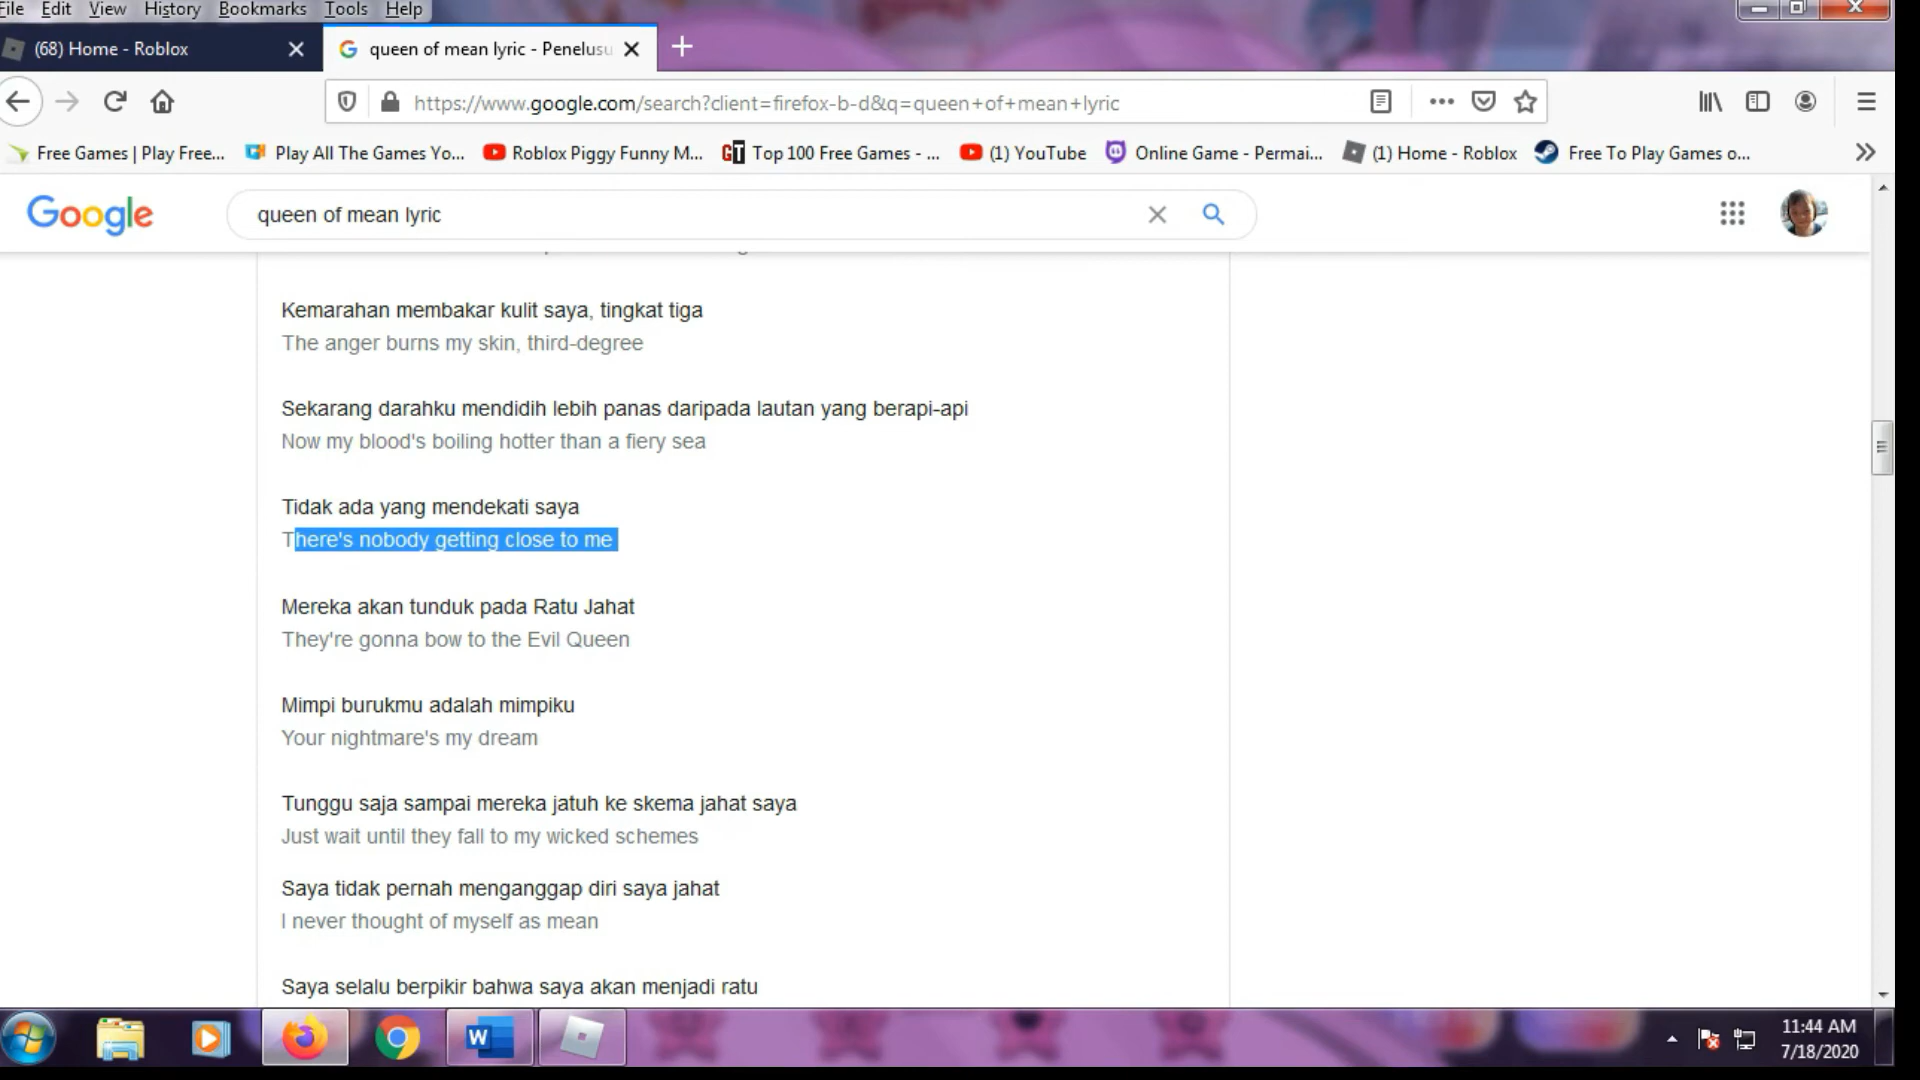 File Edit View History Bookmarks Tools Help
(68) Home - Roblox
queen of mean lyric - Penelusu
https://www.google.com/search?client=firefox-b-d&q=queen+of+mean+lyric
Free Games | Play Free...
Play All The Games Yo...
Roblox Piggy Funny M...
GT Top 100 Free Games - ...
(1) YouTube
Online Game - Permai...
(1) Home - Roblox
Free To Play Games o...
Google
queen of mean lyric
Kemarahan membakar kulit saya, tingkat tiga
The anger burns my skin, third-degree
Sekarang darahku mendidih lebih panas daripada lautan yang berapi-api
Now my blood's boiling hotter than a fiery sea
Tidak ada yang mendekati saya
There's nobody getting close to me
Mereka akan tunduk pada Ratu Jahat
They're gonna bow to the Evil Queen
Mimpi burukmu adalah mimpiku
Your nightmare's my dream
Tunggu saja sampai mereka jatuh ke skema jahat saya
Just wait until they fall to my wicked schemes
Saya tidak pernah menganggap diri saya jahat
I never thought of myself as mean
Saya selalu berpikir bahwa saya akan menjadi ratu
W
11:44 AM
7/18/2020